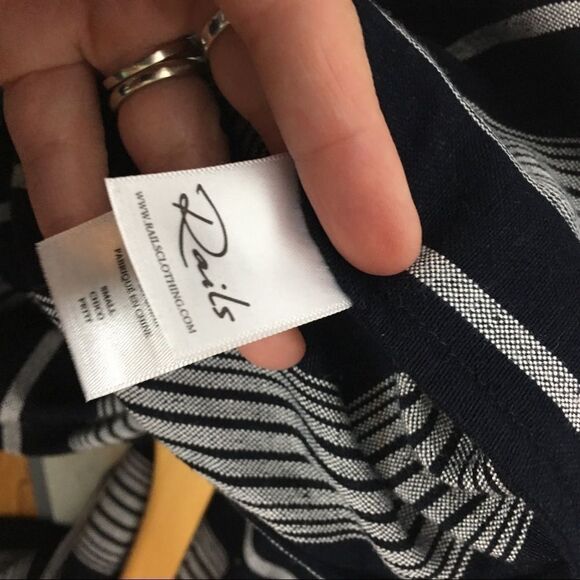 Rails
WWW.RAILSCLOTHING.COM
FABRIQUÉ EN CHINE
SMALL
CHICO
PETIT